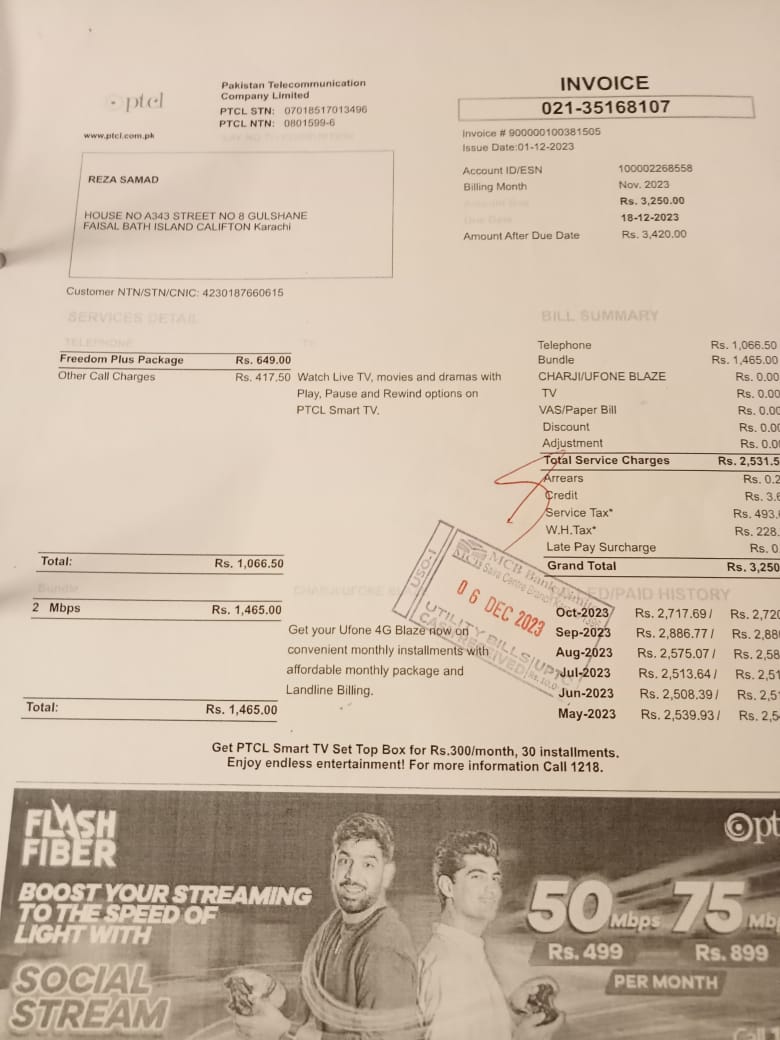 ptcl
www.ptcl.com.pk
Pakistan Telecommunication
Company Limited
PTCL STN: 07018517013496
PTCL NTN: 0801599-6
INVOICE
021-35168107
Invoice # 900000100381505
Issue Date:01-12-2023
Account ID/ESN 100002268558
Billing Month Nov. 2023
Amount Due Rs. 3,250.00
Due Date 18-12-2023
Amount After Due Date Rs. 3,420.00
REZA SAMAD
HOUSE NO A343 STREET NO 8 GULSHANE
FAISAL BATH ISLAND CALIFTON Karachi
Customer NTN/STN/CNIC: 4230187660615
SERVICES DETAIL
TELEPHONE TV
Freedom Plus Package Rs. 649.00
Other Call Charges Rs. 417.50
Watch Live TV, movies and dramas with
Play, Pause and Rewind options on
PTCL Smart TV.
Total: Rs. 1,066.50
Bundle
2 Mbps Rs. 1,465.00
CHARJI/UFONE BLAZE
Get your Ufone 4G Blaze now on
convenient monthly installments with
affordable monthly package and
Landline Billing.
Total: Rs. 1,465.00
BILL SUMMARY
Telephone Rs. 1,066.50
Bundle Rs. 1,465.00
CHARJI/UFONE BLAZE Rs. 0.00
TV Rs. 0.00
VAS/Paper Bill Rs. 0.00
Discount Rs. 0.00
Adjustment Rs. 0.0
Total Service Charges Rs. 2,531.5
Arrears Rs. 0.2
Credit Rs. 3.6
Service Tax* Rs. 493.
W.H.Tax* Rs. 228.
Late Pay Surcharge Rs. 0.
Grand Total Rs. 3,250
ED/PAID HISTORY
Oct-2023 Rs. 2,717.69/ Rs. 2,720
Sep-2023 Rs. 2,886.77/ Rs. 2,88
Aug-2023 Rs. 2,575.07/ Rs. 2,58
Jul-2023 Rs. 2,513.64/ Rs. 2,51
Jun-2023 Rs. 2,508.39/ Rs. 2,5
May-2023 Rs. 2,539.93/ Rs. 2,5
USO-1
MCB Bank Limited
MCB Save Centre Branch
06 DEC 2023
UTILITY BILLS/UPTO
CASH RECEIVED
Get PTCL Smart TV Set Top Box for Rs.300/month, 30 installments.
Enjoy endless entertainment! For more information Call 1218.
FLASH
FIBER
BOOST YOUR STREAMING
TO THE SPEED OF
LIGHT WITH
SOCIAL
STREAM
pt
50 Mbps 75 Mb
Rs. 499 Rs. 899
PER MONTH
Call 1